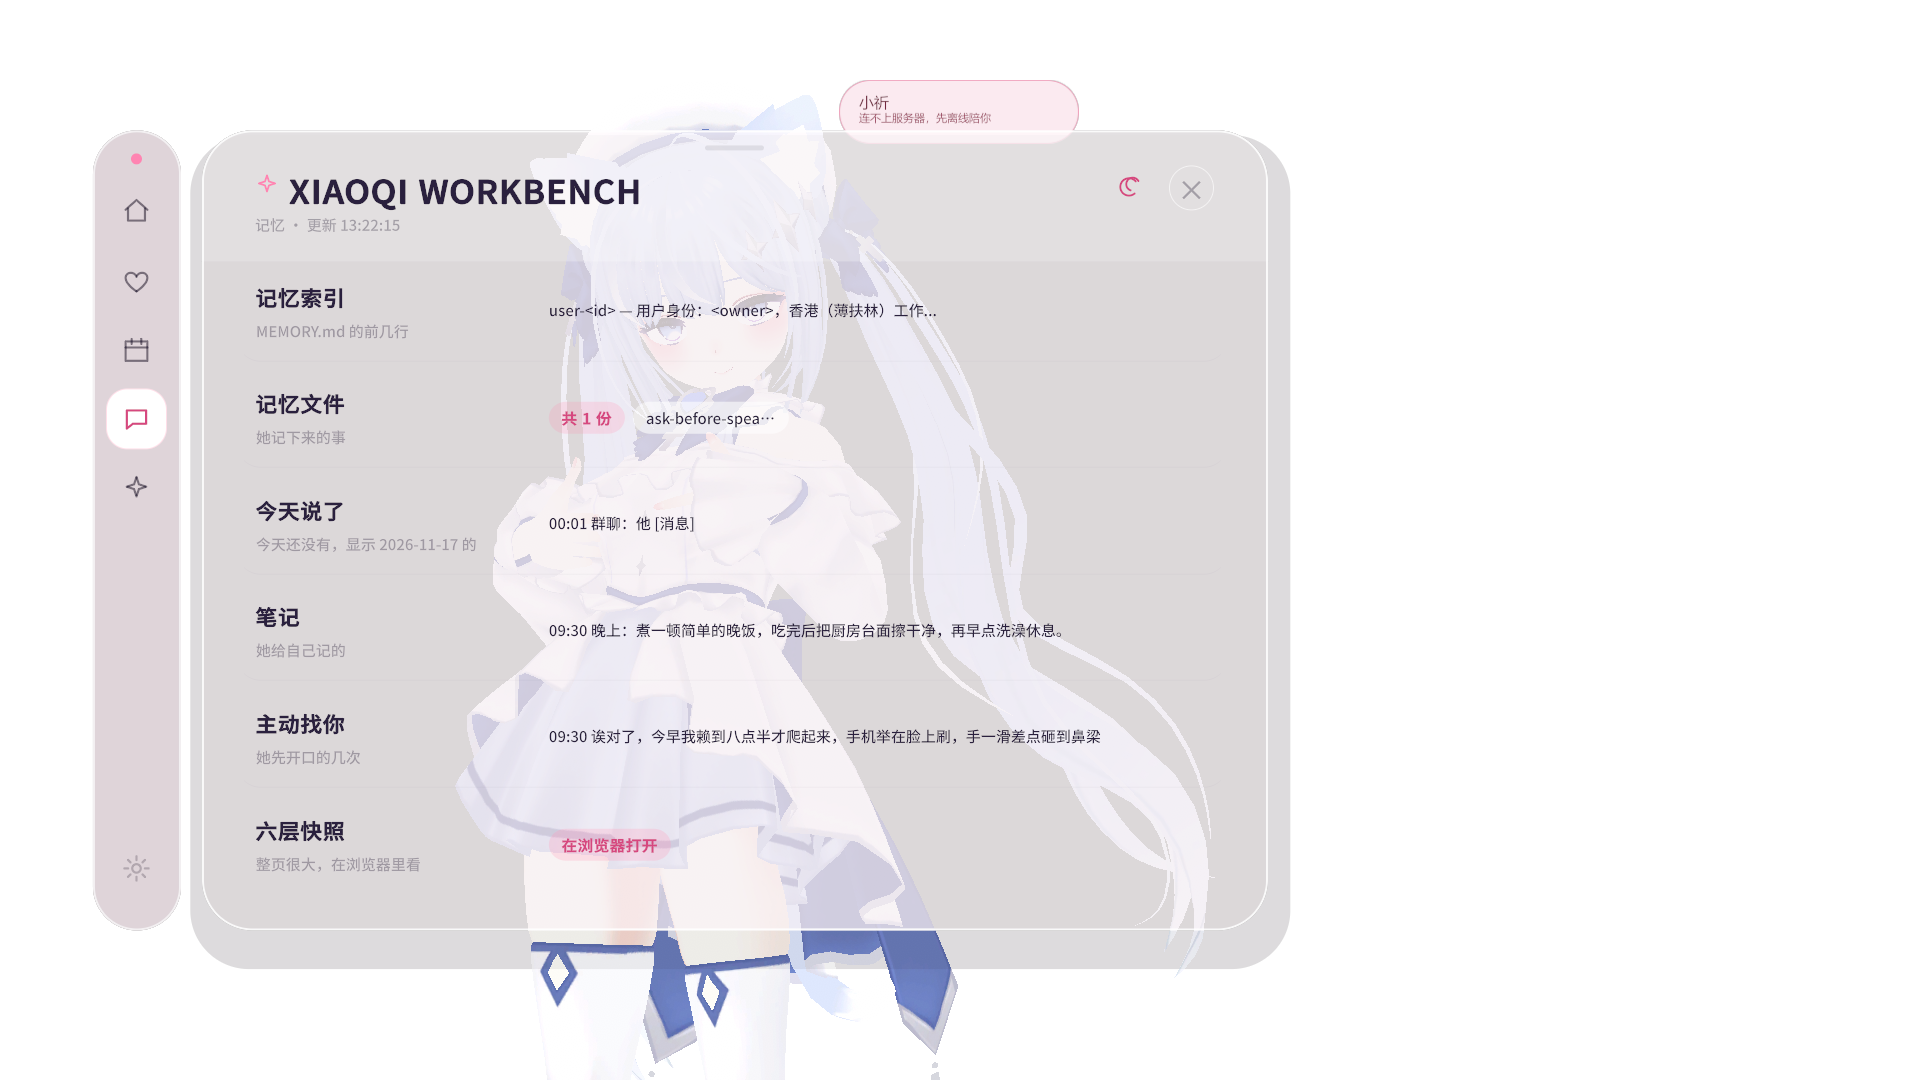 小祈
连不上服务器，先离线陪你
XIAOQI WORKBENCH
记忆 · 更新 13:22:15
记忆索引
MEMORY.md 的前几行
user-<id> — 用户身份：<owner>，香港（薄扶林）工作...
记忆文件
她记下来的事
共 1 份
ask-before-spea···
今天说了
今天还没有，显示 2026-11-17 的
00:01 群聊：他 [消息]
笔记
她给自己记的
09:30 晚上：煮一顿简单的晚饭，吃完后把厨房台面擦干净，再早点洗澡休息。
主动找你
她先开口的几次
09:30 诶对了，今早我赖到八点半才爬起来，手机举在脸上刷，手一滑差点砸到鼻梁
六层快照
整页很大，在浏览器里看
在浏览器打开